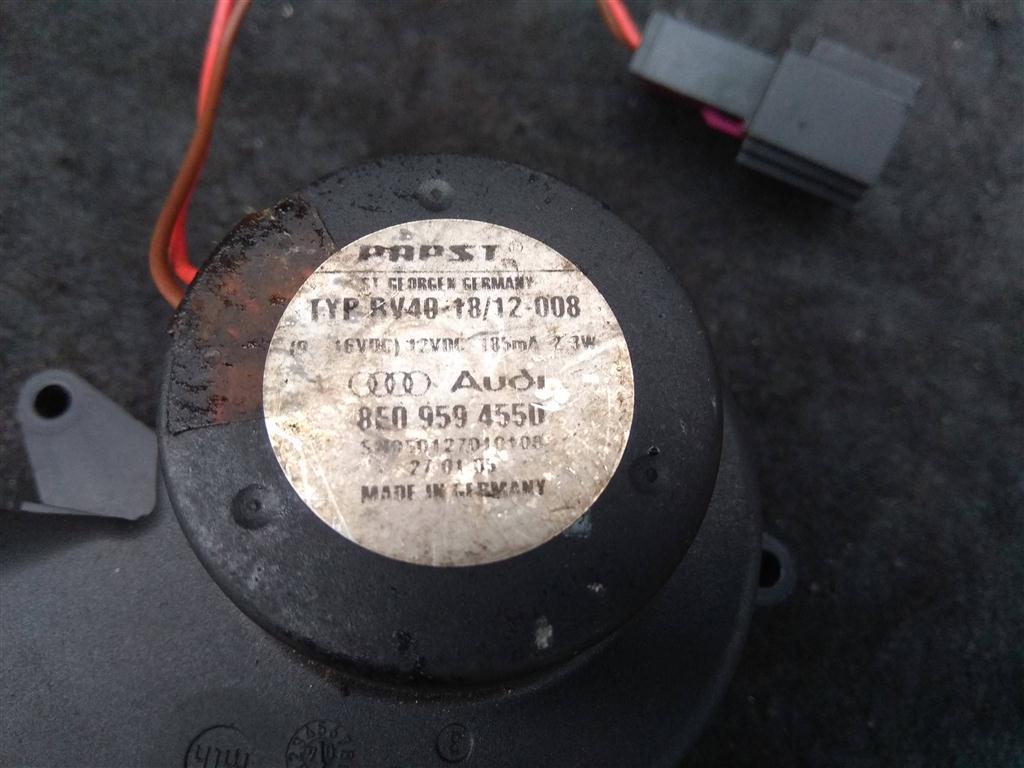 PAPST
ST GEORGEN GERMANY
TYP RV40-18/12-008
16VDC) 12VDC 185mA 2.3W
Audi
8E0 959 455D
27 01 05
MADE IN GERMANY
3